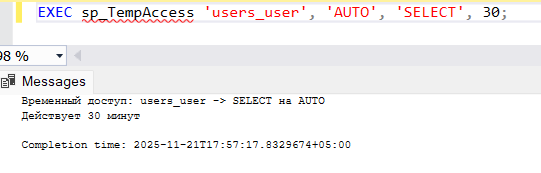 EXEC sp_TempAccess 'users_user', 'AUTO', 'SELECT', 30;
98 %
Messages
Временный доступ: users_user -> SELECT на AUTO
Действует 30 минут
Completion time: 2025-11-21T17:57:17.8329674+05:00